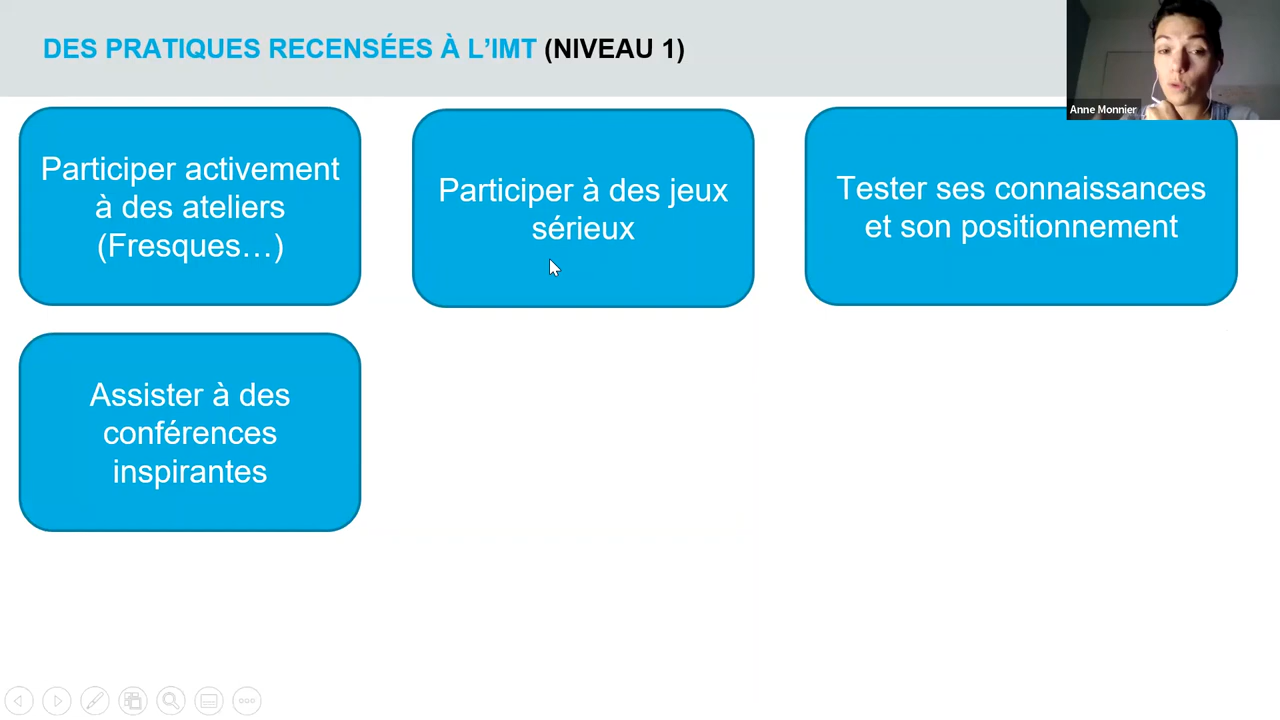 DES PRATIQUES RECENSÉES À L’IMT (NIVEAU 1)
Anne Monnier
Participer activement
à des ateliers
(Fresques…)
Participer à des jeux
sérieux
Tester ses connaissances
et son positionnement
Assister à des
conférences
inspirantes